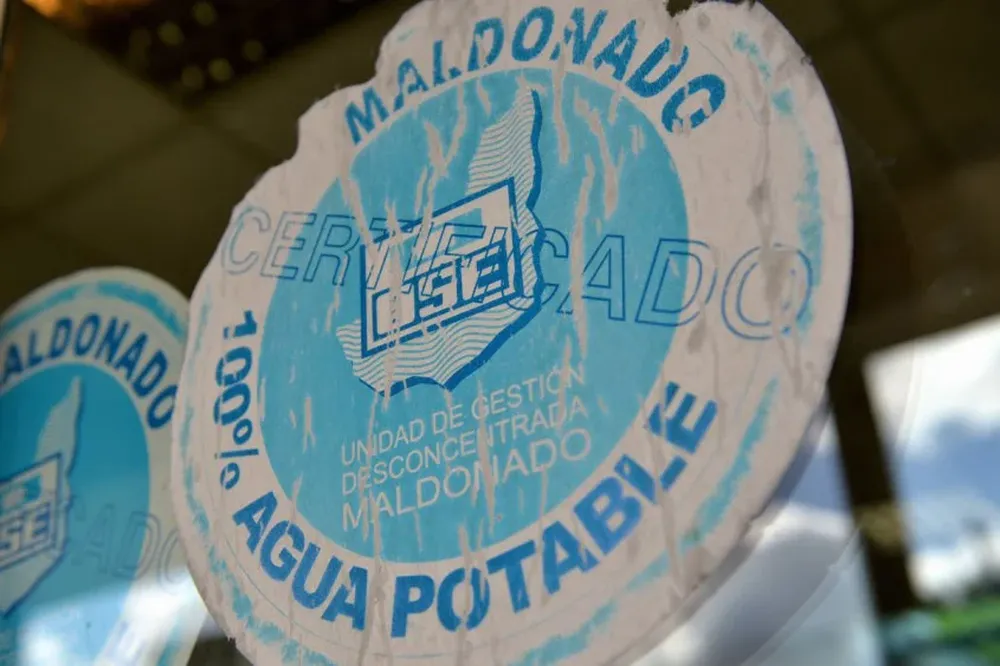 MALDONADO
CERTIFICADO
OSE
UNIDAD DE GESTIÓN
DESCONCENTRADA
MALDONADO
100% AGUA POTABLE
MALDONADO
OSE